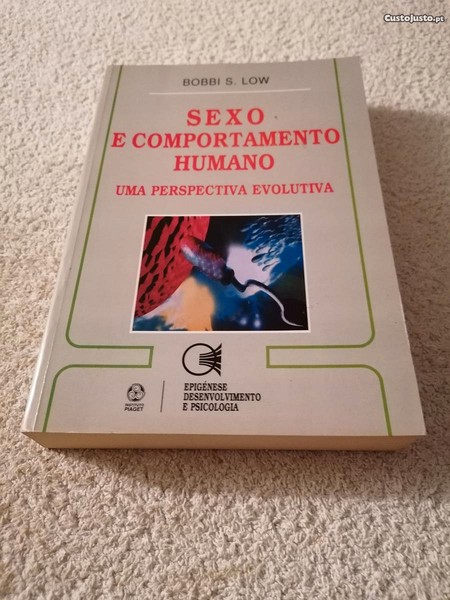 CustoJusto.pt
BOBBI S. LOW
SEXO
E COMPORTAMENTO
HUMANO
UMA PERSPECTIVA EVOLUTIVA
INSTITUTO
PIAGET
EPIGÉNESE
DESENVOLVIMENTO
E PSICOLOGIA